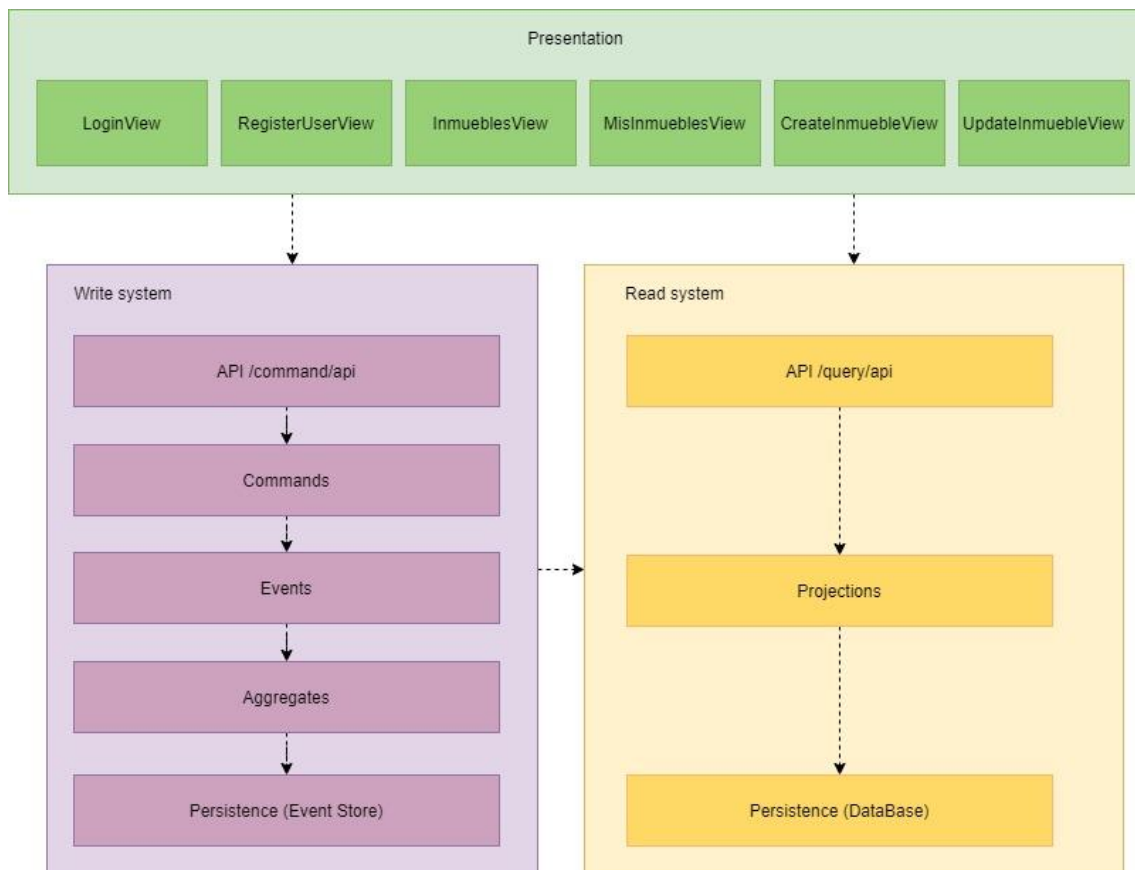 Presentation
LoginView
RegisterUserView
InmueblesView
MisInmueblesView
CreateInmuebleView
UpdateInmuebleView
Write system
API /command/api
Commands
Events
Aggregates
Persistence (Event Store)
Read system
API /query/api
Projections
Persistence (DataBase)